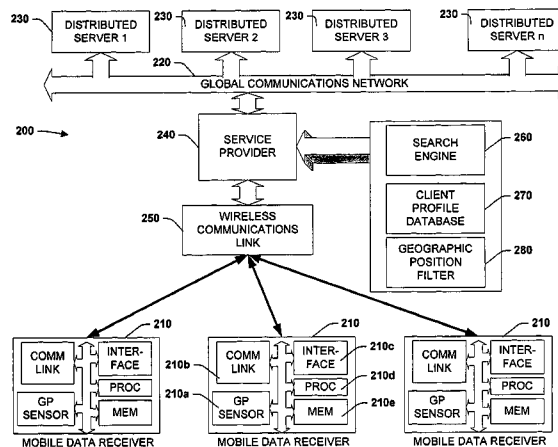 230
DISTRIBUTED
SERVER 1
230
DISTRIBUTED
SERVER 2
230
DISTRIBUTED
SERVER 3
230
DISTRIBUTED
SERVER n
220
GLOBAL COMMUNICATIONS NETWORK
200
240
SERVICE
PROVIDER
SEARCH
ENGINE
260
CLIENT
PROFILE
DATABASE
270
GEOGRAPHIC
POSITION
FILTER
280
250
WIRELESS
COMMUNICATIONS
LINK
210
COMM
LINK
INTER-
FACE
PROC
GP
SENSOR
MEM
MOBILE DATA RECEIVER
210
210b
210a
COMM
LINK
INTER-
FACE
PROC
GP
SENSOR
MEM
210c
210d
210e
MOBILE DATA RECEIVER
210
COMM
LINK
INTER-
FACE
PROC
GP
SENSOR
MEM
MOBILE DATA RECEIVER